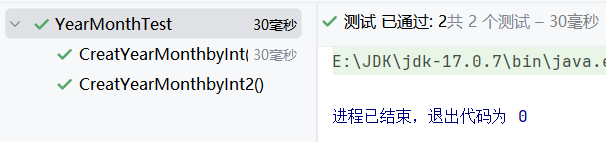 YearMonthTest 30毫秒
CreatYearMonthbyInt( 30毫秒
CreatYearMonthbyInt2()
测试 已通过: 2共 2 个测试 – 30毫秒
E:\JDK\jdk-17.0.7\bin\java.e
进程已结束，退出代码为 0